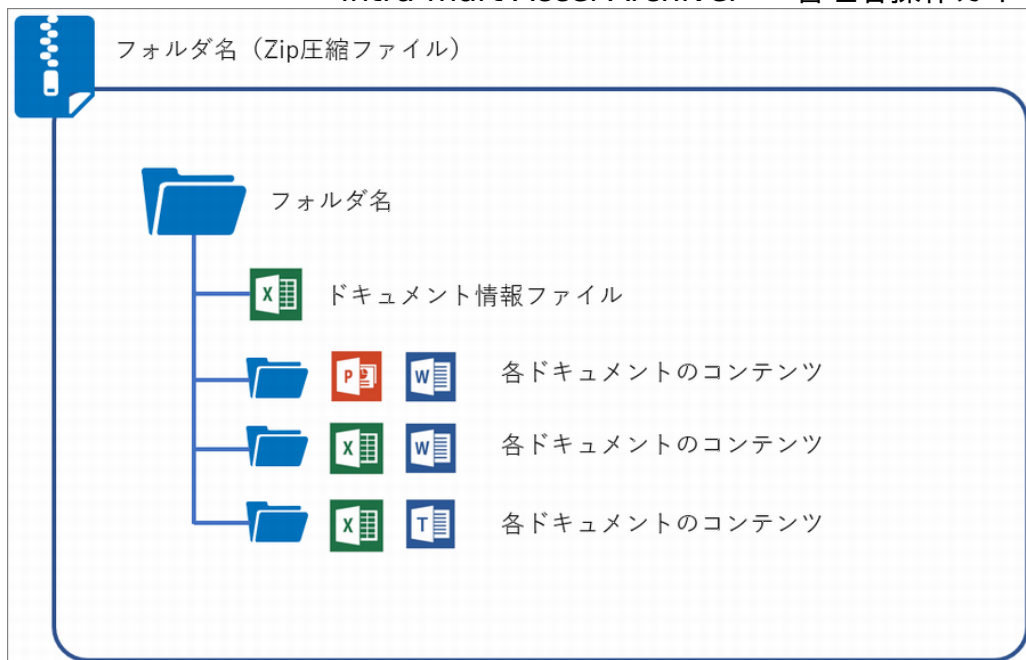 フォルダ名（Zip圧縮ファイル）
フォルダ名
X
ドキュメント情報ファイル
P W 各ドキュメントのコンテンツ
X W 各ドキュメントのコンテンツ
X T 各ドキュメントのコンテンツ